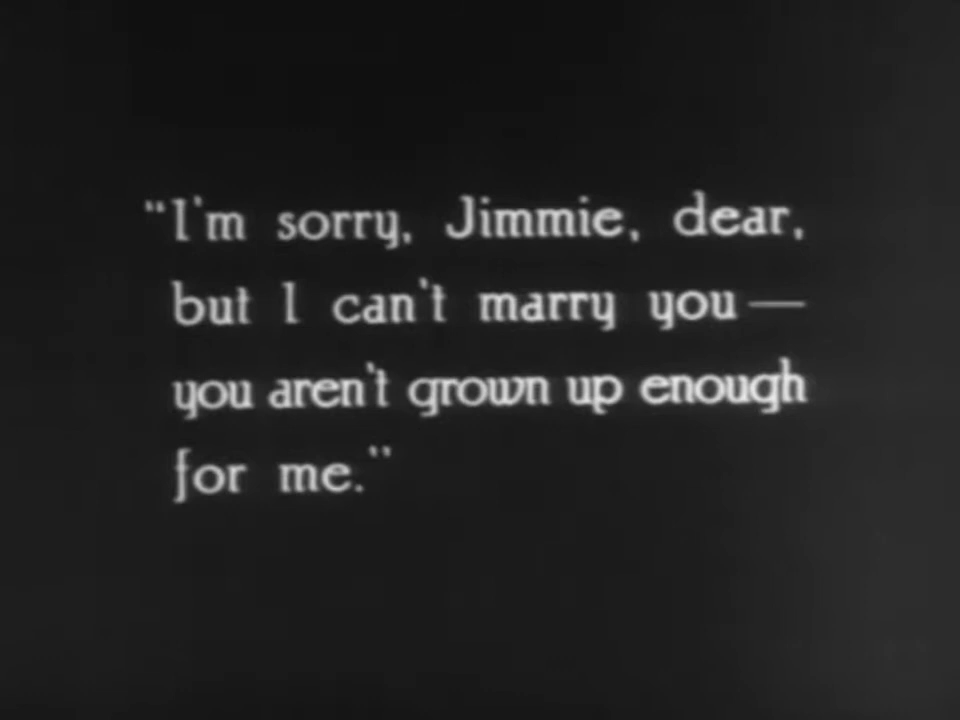 "I'm sorry, Jimmie, dear,
but I can't marry you—
you aren't grown up enough
for me."